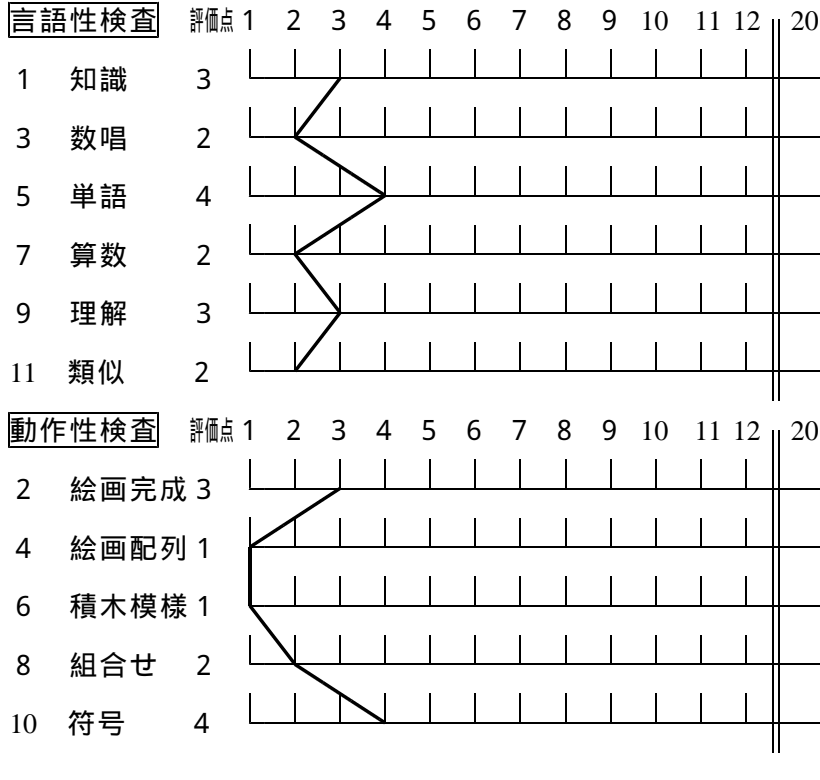 言語性検査 評価点 1 2 3 4 5 6 7 8 9 10 11 12 20
1 知識 3
3 数唱 2
5 単語 4
7 算数 2
9 理解 3
11 類似 2
動作性検査 評価点 1 2 3 4 5 6 7 8 9 10 11 12 20
2 絵画完成 3
4 絵画配列 1
6 積木模様 1
8 組合せ 2
10 符号 4